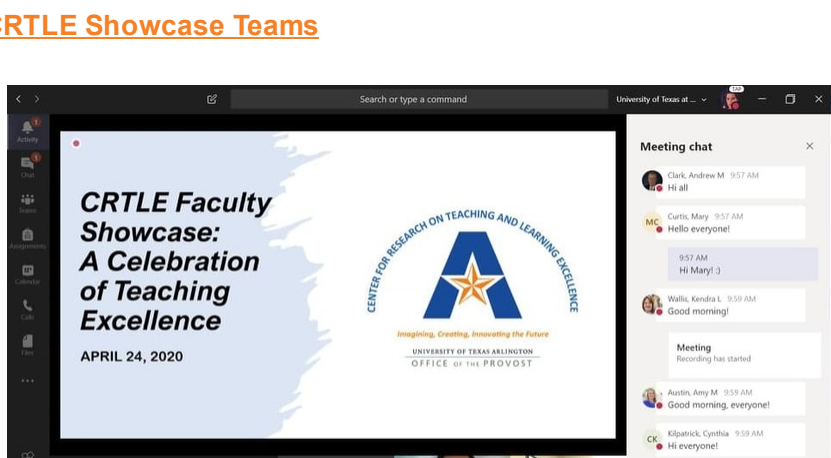 CRTLE Showcase Teams
Search or type a command
University of Texas at ...
TAP
Activity
Chat
Teams
Assignments
Calendar
Calls
Files
CRTLE Faculty
Showcase:
A Celebration
of Teaching
Excellence
APRIL 24, 2020
CENTER FOR RESEARCH ON TEACHING AND LEARNING EXCELLENCE
Imagining, Creating, Innovating the Future
UNIVERSITY OF TEXAS ARLINGTON
OFFICE OF THE PROVOST
Meeting chat
Clark, Andrew M 9:57 AM
Hi all
MC
Curtis, Mary 9:57 AM
Hello everyone!
9:57 AM
Hi Mary! :)
Wallis, Kendra L 9:59 AM
Good morning!
Meeting
Recording has started
Austin, Amy M 9:59 AM
Good morning, everyone!
CK
Kilpatrick, Cynthia 9:59 AM
Hi everyone!